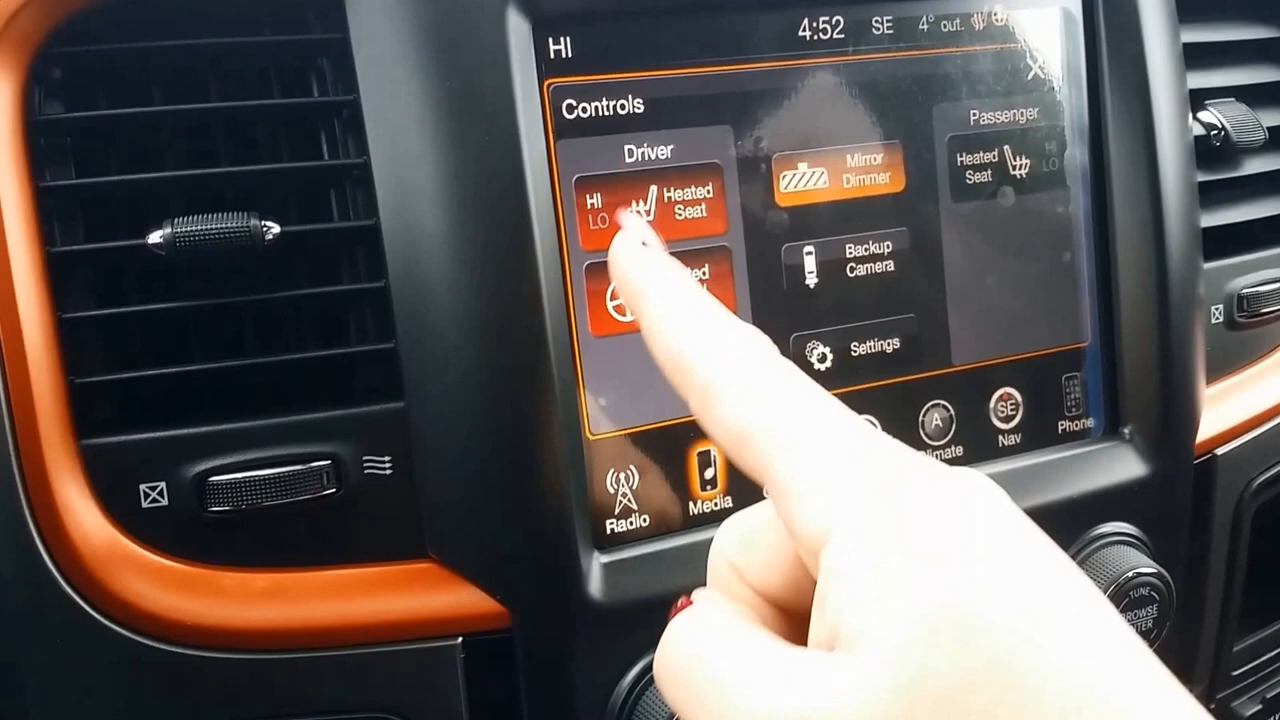 HI
4:52 SE 4° out.
Controls
Driver
HI
LO
Heated
Seat
Mirror
Dimmer
Backup
Camera
Settings
Passenger
Heated
Seat
HI
LO
Radio
Media
Nav
SE
A
Phone
TUNE